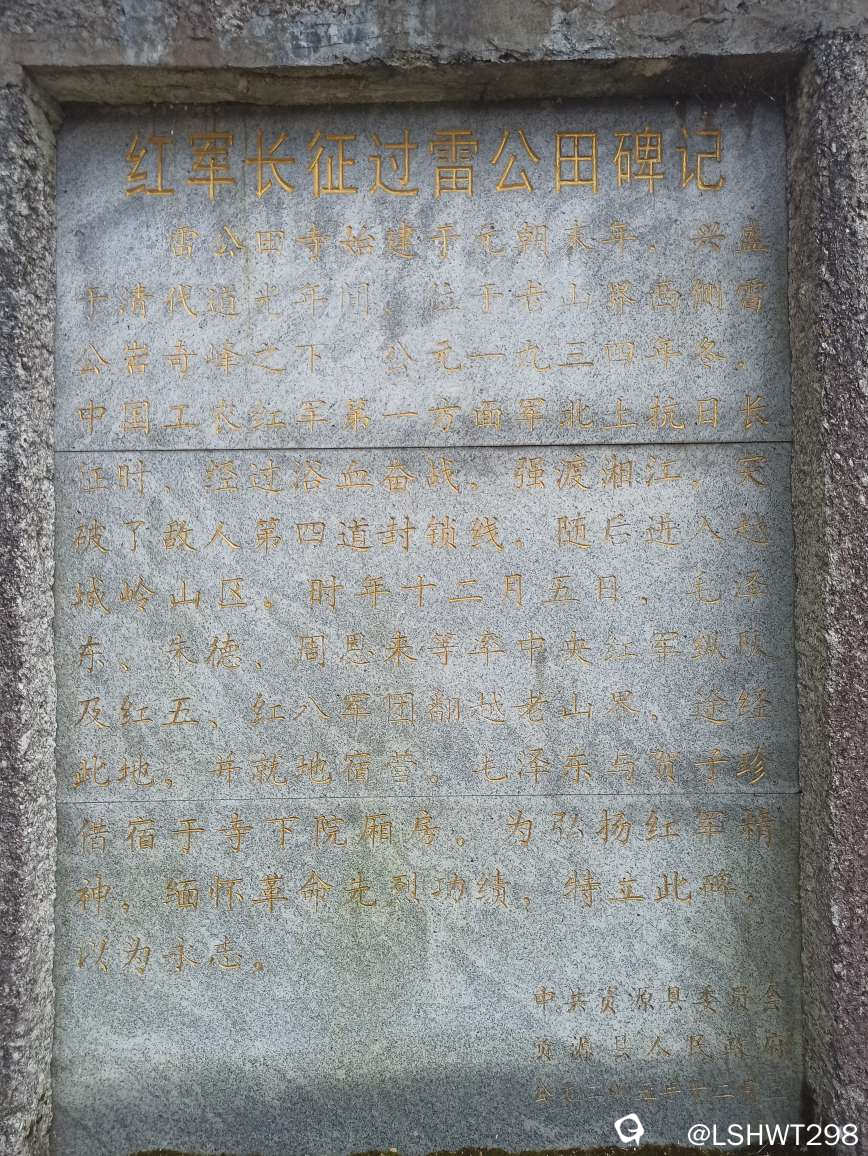 红军长征过雷公田碑记
雷公田寺始建于元朝末年，兴盛
于清代道光年间，位于老山界西侧雷
公岩奇峰之下。公元一九三四年冬，
中国工农红军第一方面军北上抗日长
征时，经过浴血奋战，强渡湘江，突
破了敌人第四道封锁线，随后进入越
城岭山区。时年十二月五日，毛泽
东、朱德、周恩来等率中央红军纵队
及红五、红八军团翻越老山界，途经
此地，并就地宿营。毛泽东与贺子珍
借宿于寺下院厢房。为弘扬红军精
神，缅怀革命先烈功绩，特立此碑，
以为永志。
中共资源县委员会
资源县人民政府
公元二
@LSHWT298